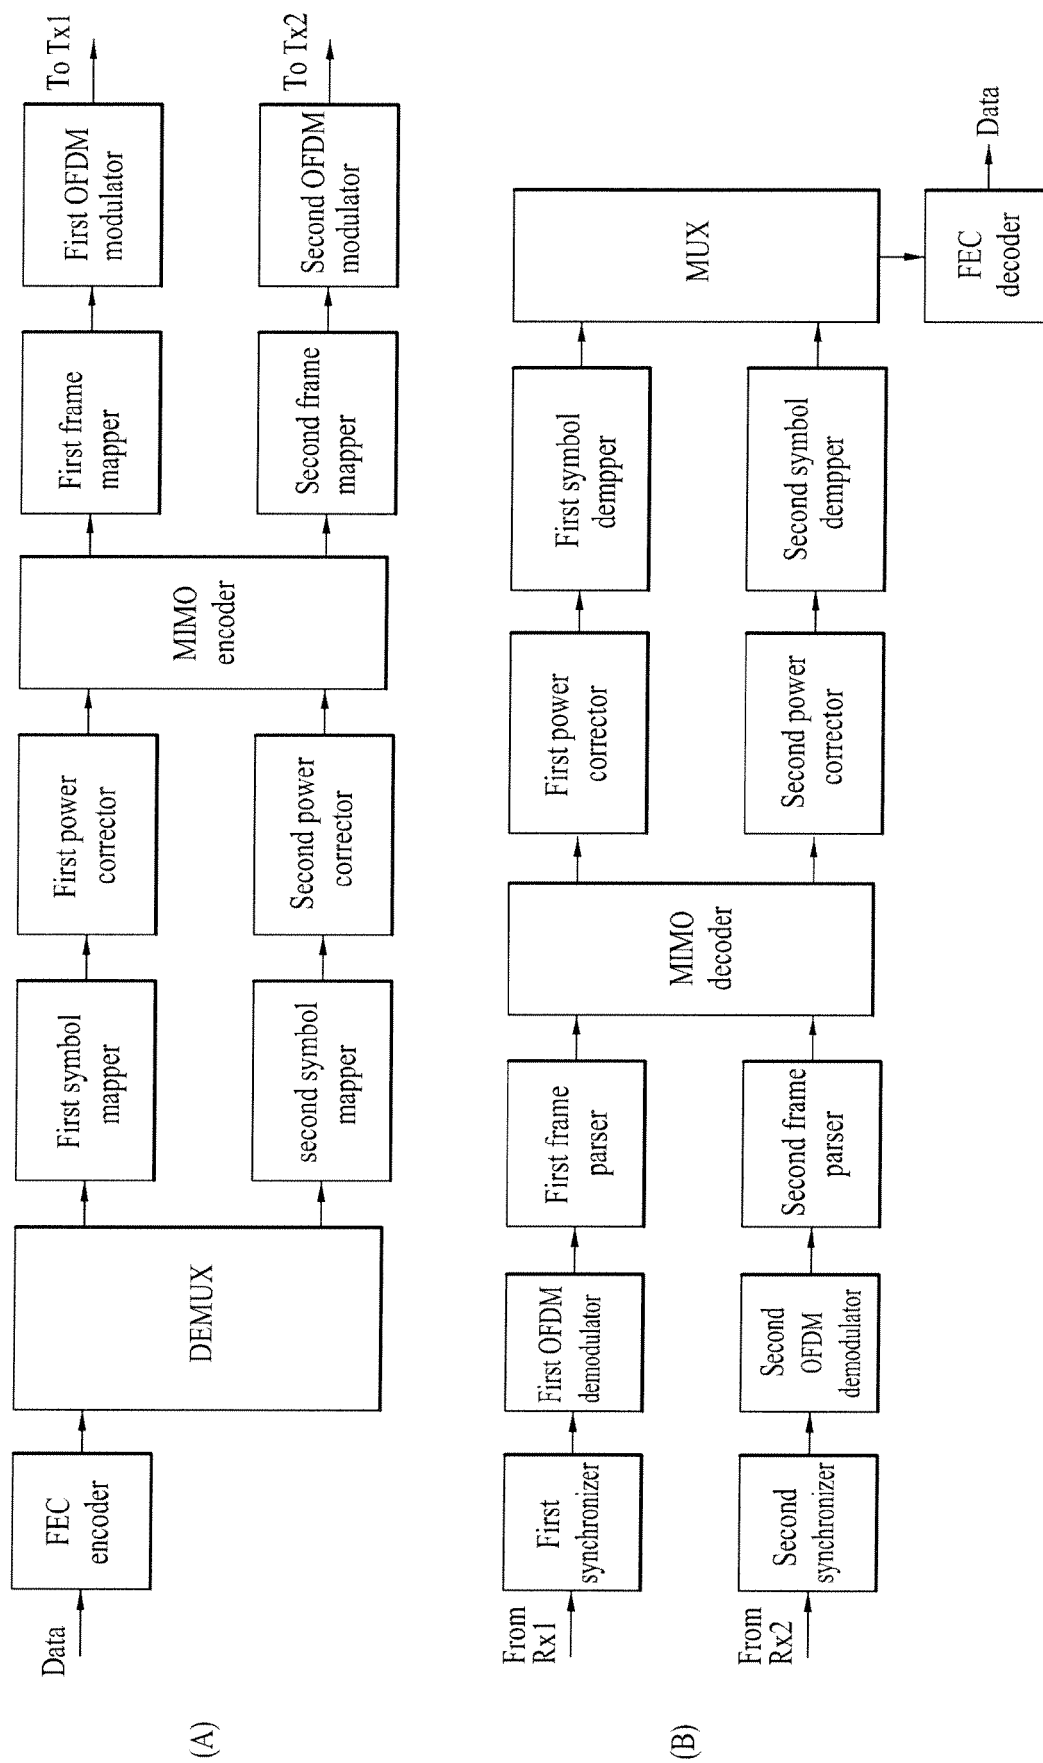 (A)
Data
FEC
encoder
DEMUX
First symbol
mapper
second symbol
mapper
First power
corrector
Second power
corrector
MIMO
encoder
First frame
mapper
Second frame
mapper
First OFDM
modulator
Second OFDM
modulator
To Tx1
To Tx2
(B)
From
Rx1
From
Rx2
First
synchronizer
Second
synchronizer
First OFDM
demodulator
Second
OFDM
demodulator
First frame
parser
Second frame
parser
MIMO
decoder
First power
corrector
Second power
corrector
First symbol
dempper
Second symbol
dempper
MUX
FEC
decoder
Data